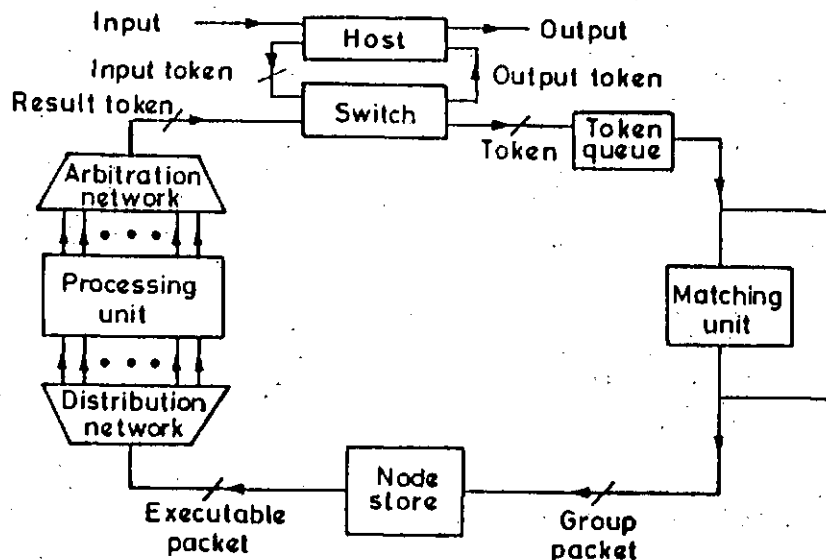 Input
Host
Output
Input token
Output token
Result token
Switch
Token
Token
queue
Arbitration
network
Processing
unit
Matching
unit
Distribution
network
Node
store
Executable
packet
Group
packet